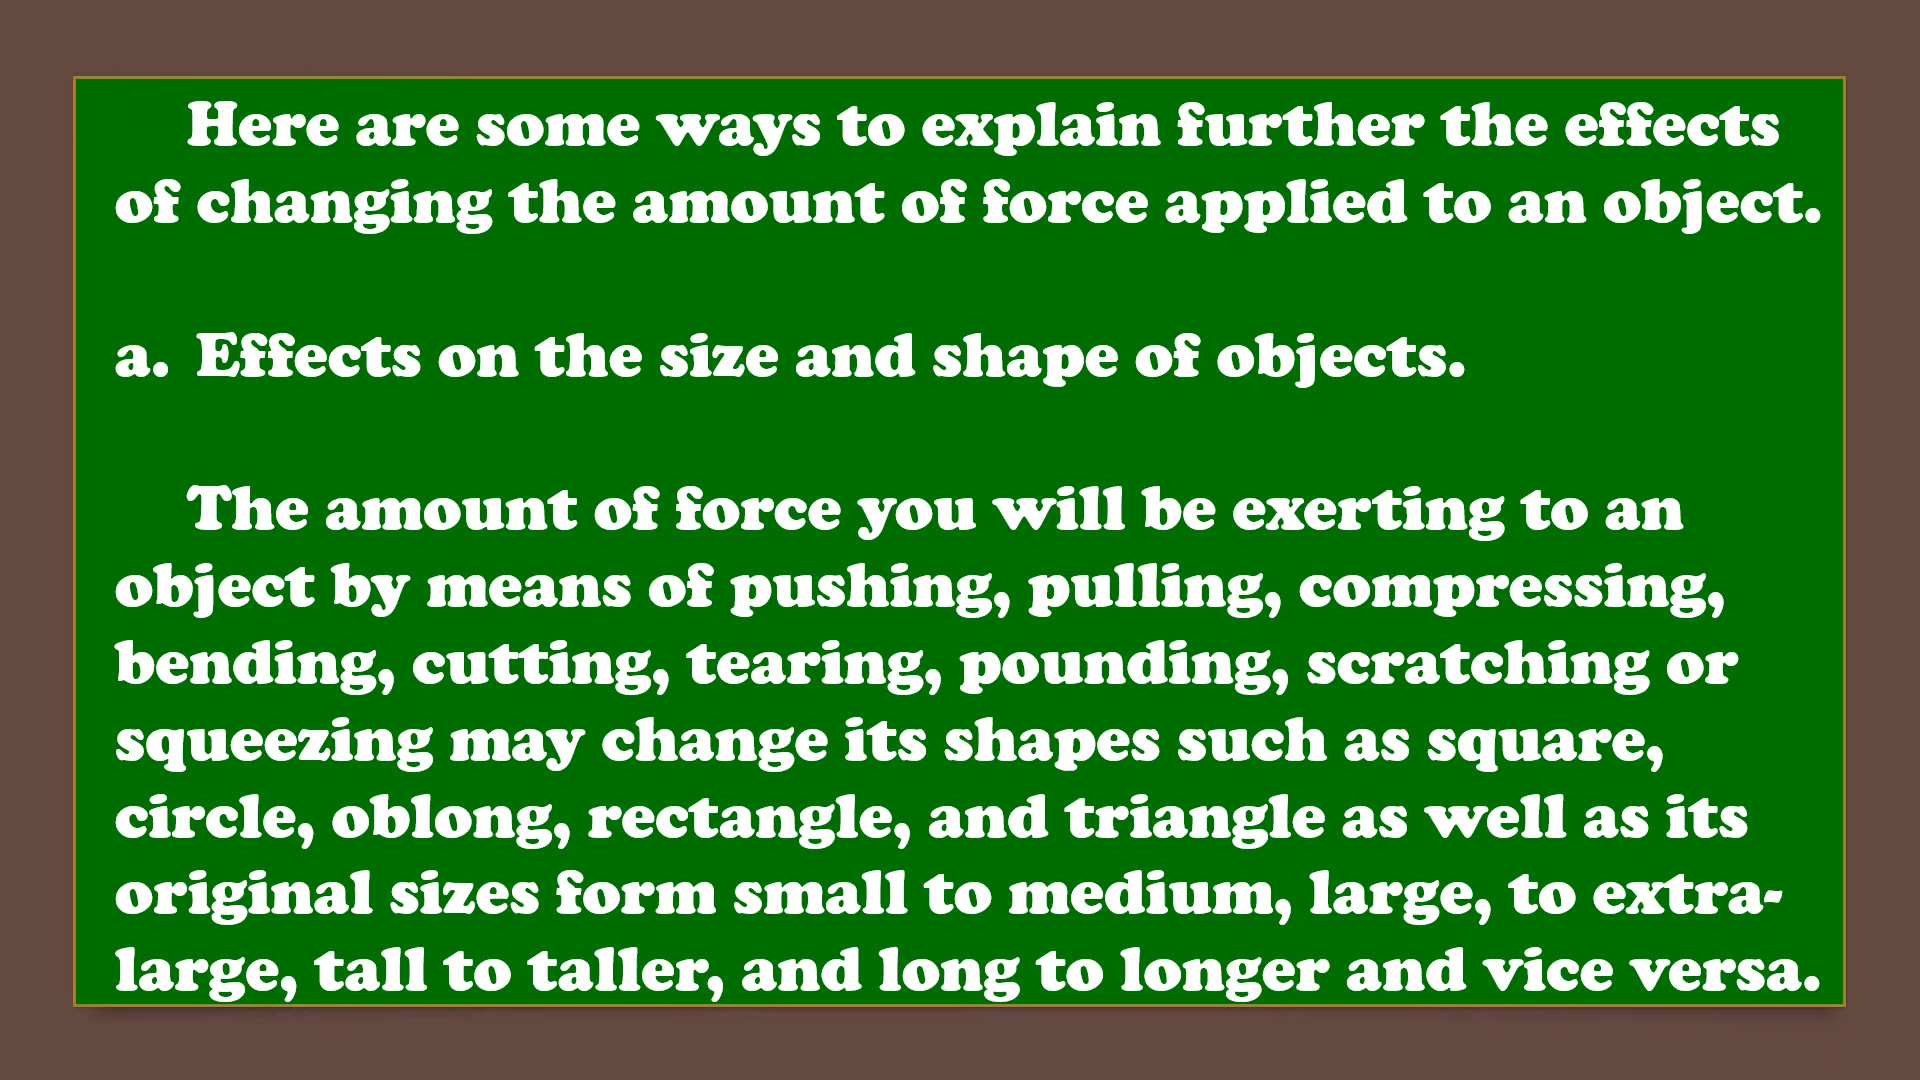 Here are some ways to explain further the effects
of changing the amount of force applied to an object.
a. Effects on the size and shape of objects.
The amount of force you will be exerting to an
object by means of pushing, pulling, compressing,
bending, cutting, tearing, pounding, scratching or
squeezing may change its shapes such as square,
circle, oblong, rectangle, and triangle as well as its
original sizes form small to medium, large, to extra-
large, tall to taller, and long to longer and vice versa.